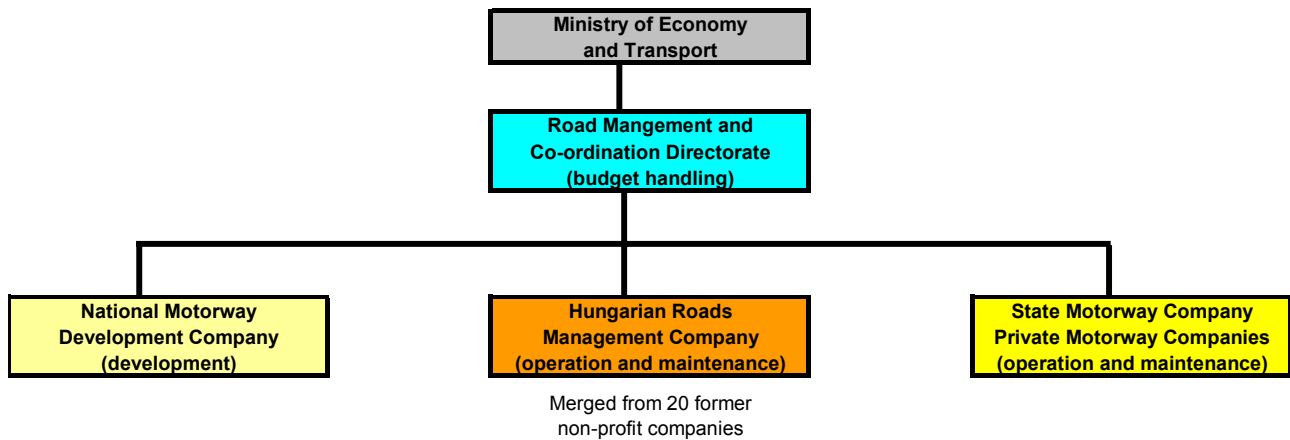 Ministry of Economy
and Transport
Road Mangement and
Co-ordination Directorate
(budget handling)
National Motorway
Development Company
(development)
Hungarian Roads
Management Company
(operation and maintenance)
State Motorway Company
Private Motorway Companies
(operation and maintenance)
Merged from 20 former
non-profit companies